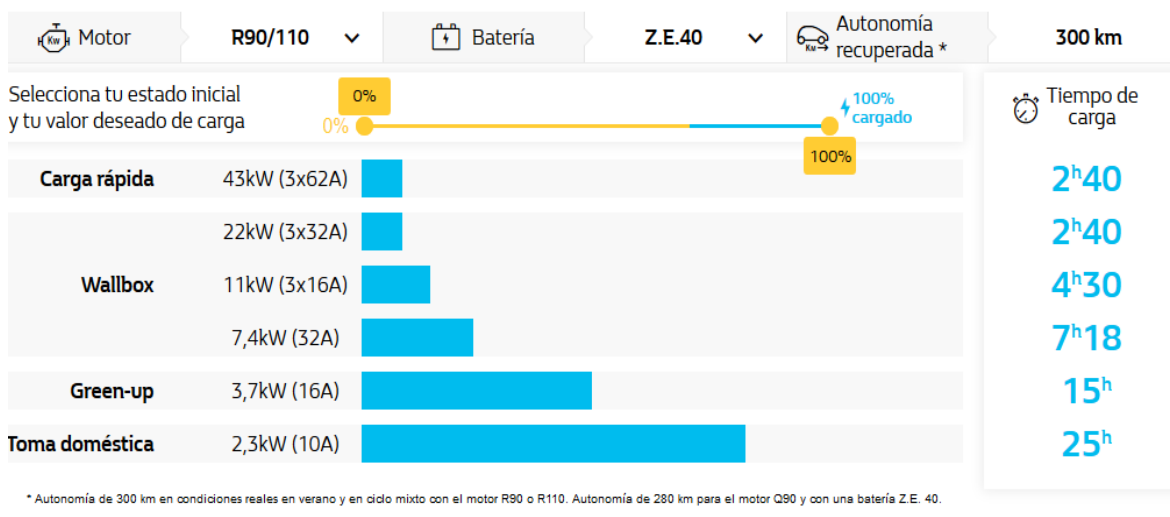 Motor R90/110 Batería Z.E.40 Autonomía recuperada * 300 km
Selecciona tu estado inicial
y tu valor deseado de carga
0%
0%
100%
cargado
100%
Tiempo de
carga
Carga rápida 43kW (3x62A) 2h40
22kW (3x32A) 2h40
Wallbox 11kW (3x16A) 4h30
7,4kW (32A) 7h18
Green-up 3,7kW (16A) 15h
Toma doméstica 2,3kW (10A) 25h
* Autonomía de 300 km en condiciones reales en verano y en ciclo mixto con el motor R90 o R110. Autonomía de 280 km para el motor Q90 y con una batería Z.E. 40.